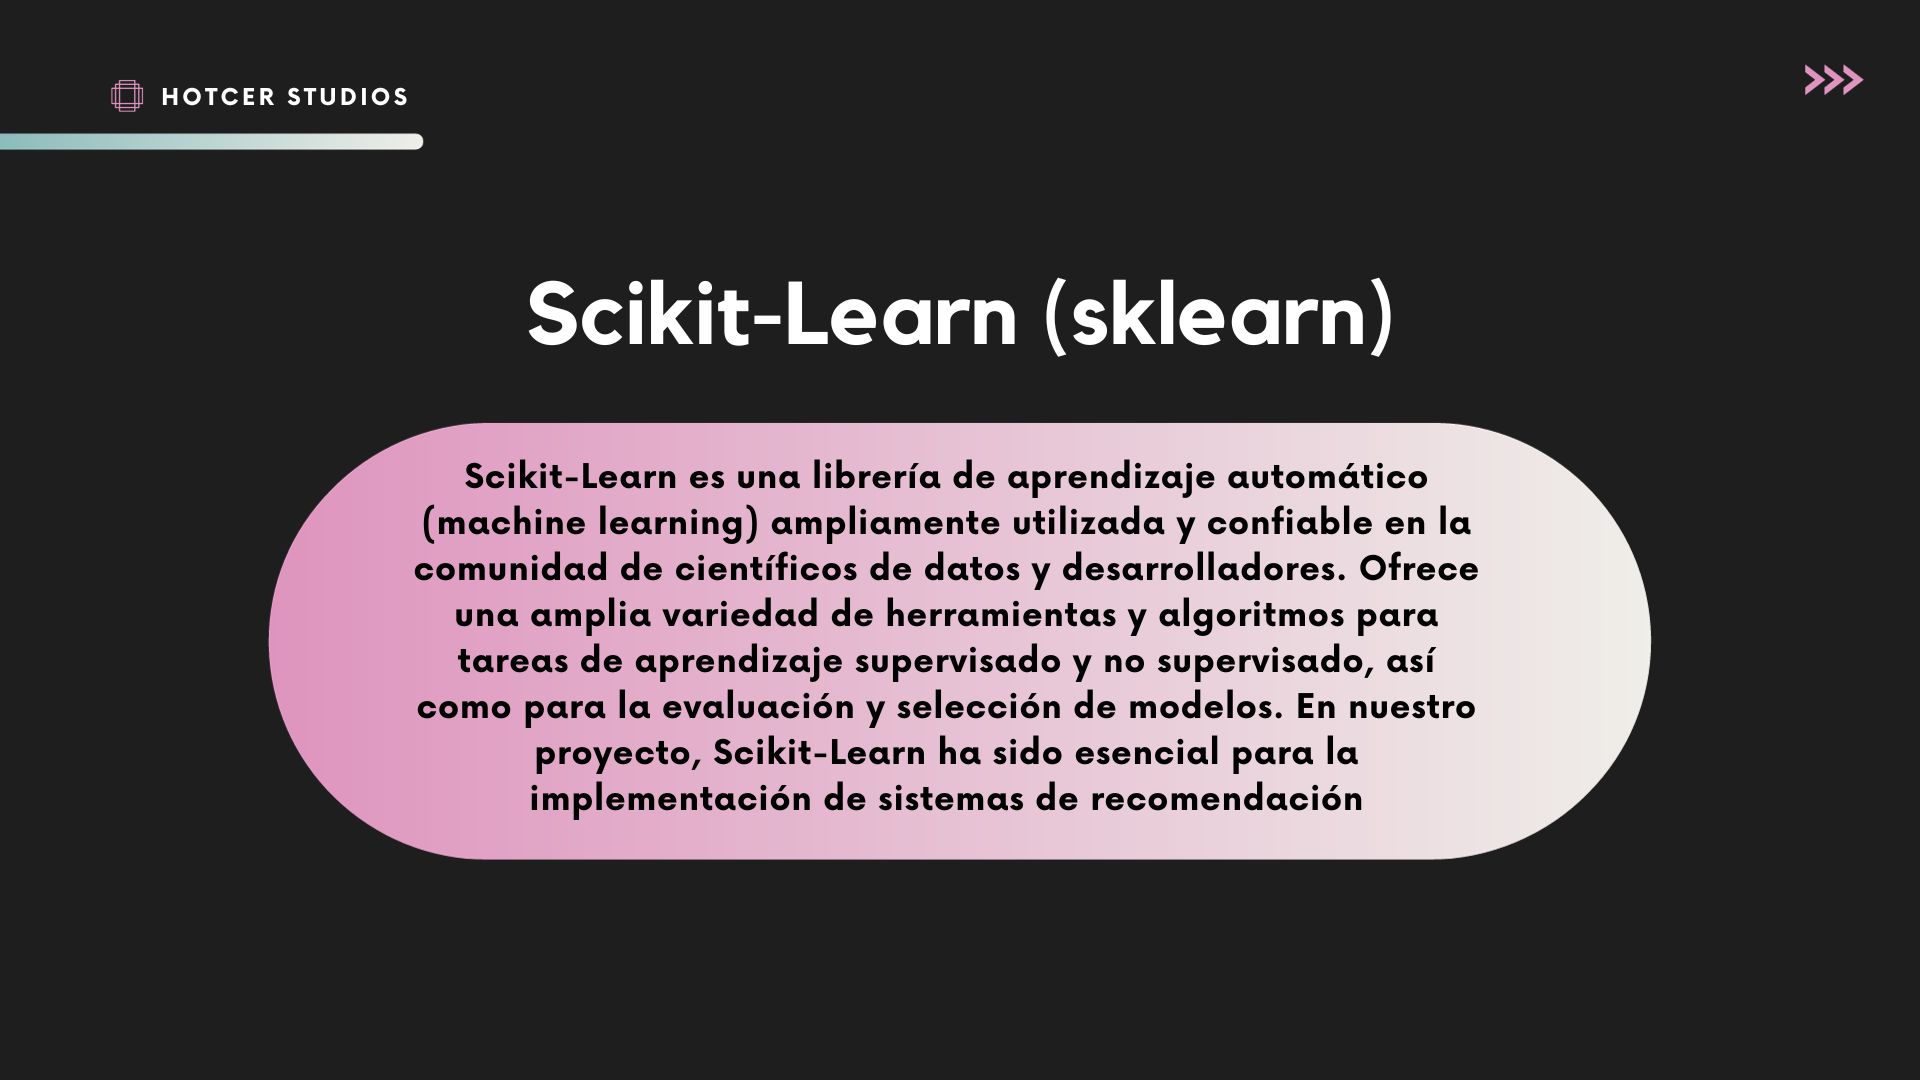 HOTCER STUDIOS
Scikit-Learn (sklearn)
Scikit-Learn es una librería de aprendizaje automático
(machine learning) ampliamente utilizada y confiable en la
comunidad de científicos de datos y desarrolladores. Ofrece
una amplia variedad de herramientas y algoritmos para
tareas de aprendizaje supervisado y no supervisado, así
como para la evaluación y selección de modelos. En nuestro
proyecto, Scikit-Learn ha sido esencial para la
implementación de sistemas de recomendación